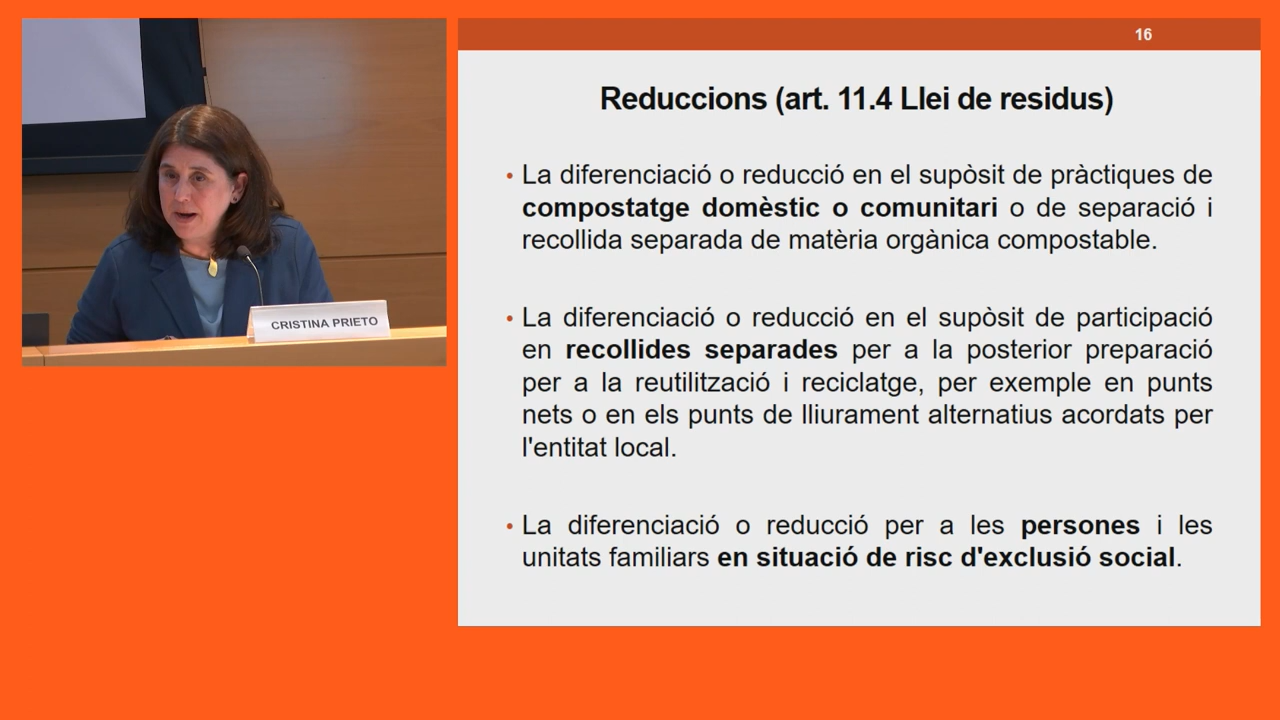 CRISTINA PRIETO
16
Reduccions (art. 11.4 Llei de residus)
• La diferenciació o reducció en el supòsit de pràctiques de
compostatge domèstic o comunitari o de separació i
recollida separada de matèria orgànica compostable.
• La diferenciació o reducció en el supòsit de participació
en recollides separades per a la posterior preparació
per a la reutilització i reciclatge, per exemple en punts
nets o en els punts de lliurament alternatius acordats per
l'entitat local.
• La diferenciació o reducció per a les persones i les
unitats familiars en situació de risc d'exclusió social.